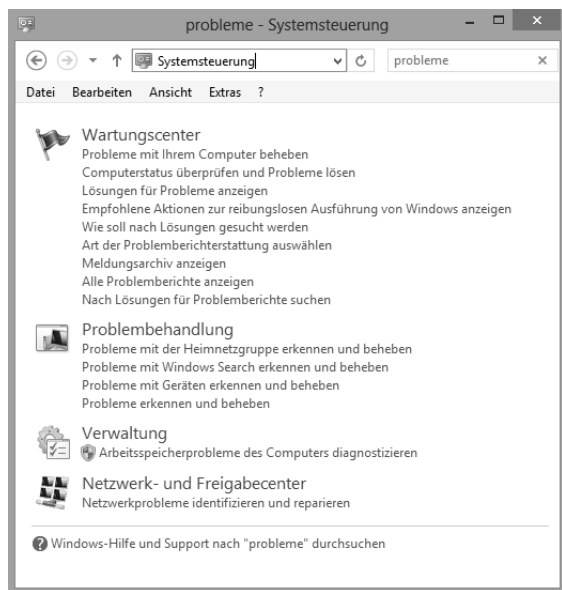 probleme - Systemsteuerung
Systemsteuerung
probleme
Datei Bearbeiten Ansicht Extras ?
Wartungscenter
Probleme mit Ihrem Computer beheben
Computerstatus überprüfen und Probleme lösen
Lösungen für Probleme anzeigen
Empfohlene Aktionen zur reibungslosen Ausführung von Windows anzeigen
Wie soll nach Lösungen gesucht werden
Art der Problemberichterstattung auswählen
Meldungsarchiv anzeigen
Alle Problemberichte anzeigen
Nach Lösungen für Problemberichte suchen
Problembehandlung
Probleme mit der Heimnetzgruppe erkennen und beheben
Probleme mit Windows Search erkennen und beheben
Probleme mit Geräten erkennen und beheben
Probleme erkennen und beheben
Verwaltung
Arbeitsspeicherprobleme des Computers diagnostizieren
Netzwerk- und Freigabecenter
Netzwerkprobleme identifizieren und reparieren
Windows-Hilfe und Support nach "probleme" durchsuchen